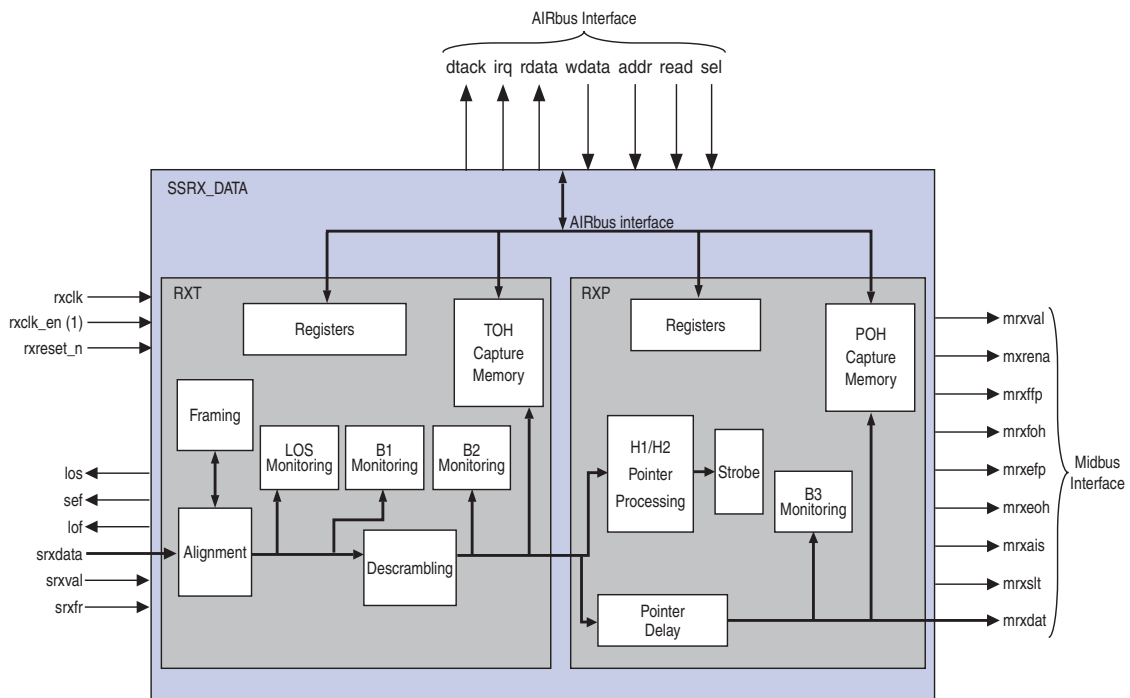 AIRbus Interface
dtack irq rdata wdata addr read sel
SSRX_DATA
AIRbus interface
RXT
RXP
rxclk
rxclk_en (1)
rxreset_n
Registers
TOH
Capture
Memory
Registers
POH
Capture
Memory
mrxval
mxrena
mrxffp
mrxfoh
mrxefp
mrxeoh
mrxais
mrxslt
mrxdat
Midbus
Interface
Framing
LOS
Monitoring
B1
Monitoring
B2
Monitoring
H1/H2
Pointer
Processing
Strobe
B3
Monitoring
los
sef
lof
srxdata
srxval
srxfr
Alignment
Descrambling
Pointer
Delay